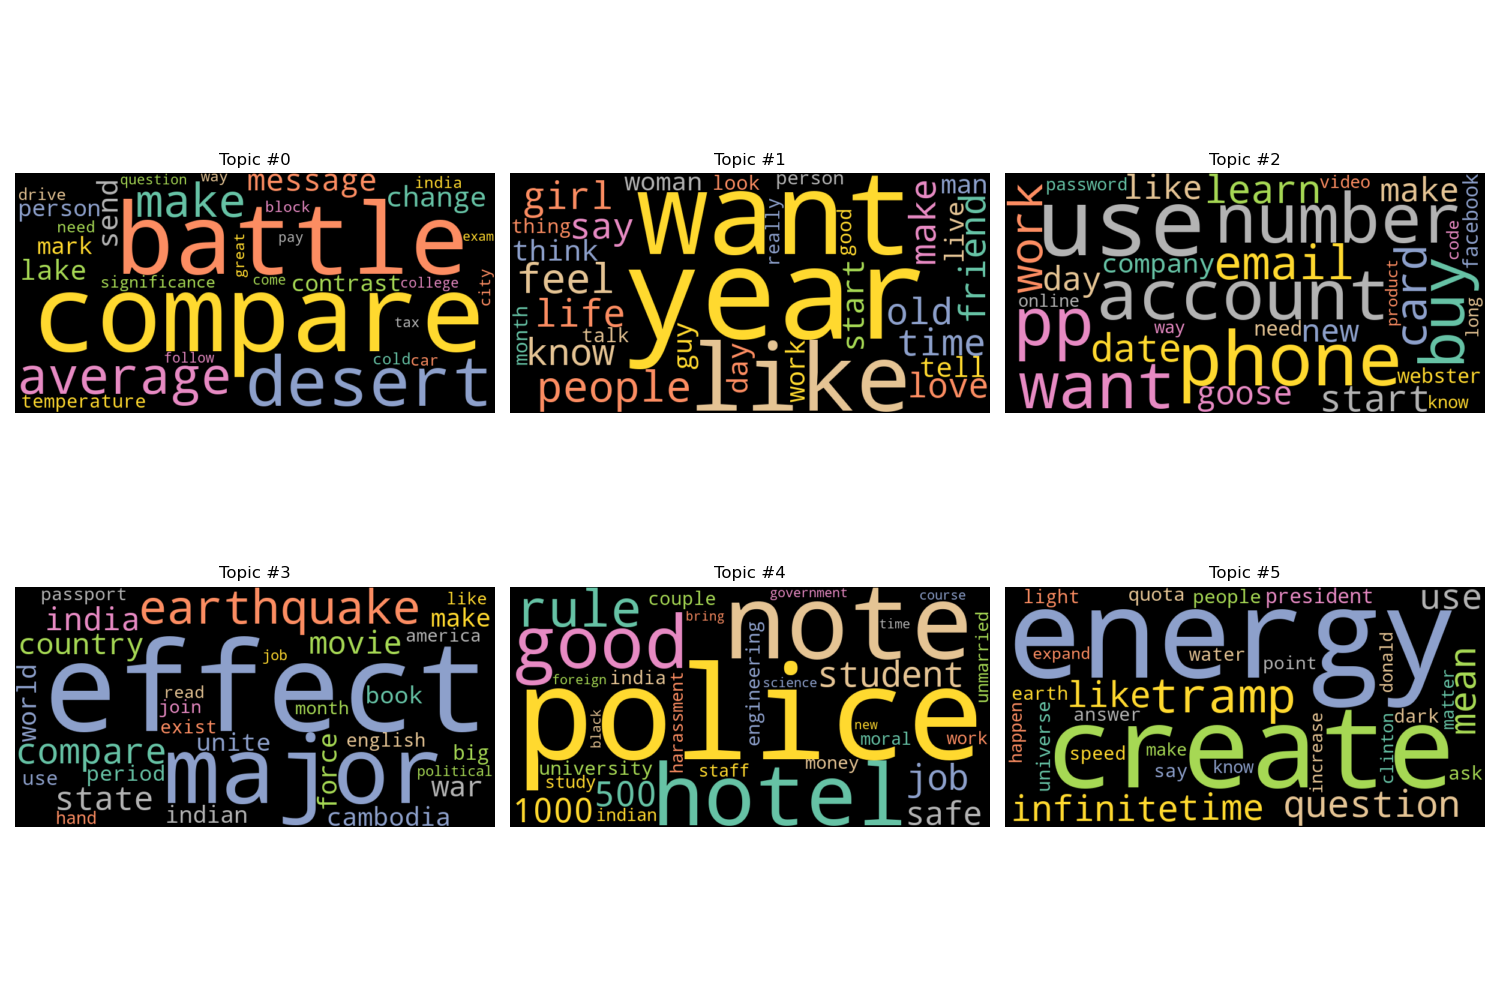 Topic #0
question way
drive message india
person send make block change
need battle
mark great pay exam
lake significance come contrast college city
compare tax
follow cold car
average desert
temperature
Topic #1
woman look person man
girl want really good make live friend
thing say
think year
feel start
life old
month talk guy time
know day work tell
people like love
Topic #2
password like learn video make facebook
work use number code
day company email card product buy long
online account
pp way need new
date phone webster
want goose start know
Topic #3
passport earthquake like
india make
country movie america
world effect job
read book
join month
exist
compare unite english big
use period major force political
state war
hand indian cambodia
Topic #4
government course
rule couple note
good bring time unmarried
engineering student
foreign india harassment science
police black new
moral work
university staff money
study 500 hotel job
1000 indian safe
Topic #5
light quota people president use
energy
expand water point donald mean
earth like tramp
happen universe answer dark matter
create increase clinton
speed make
say know ask
infinite time question